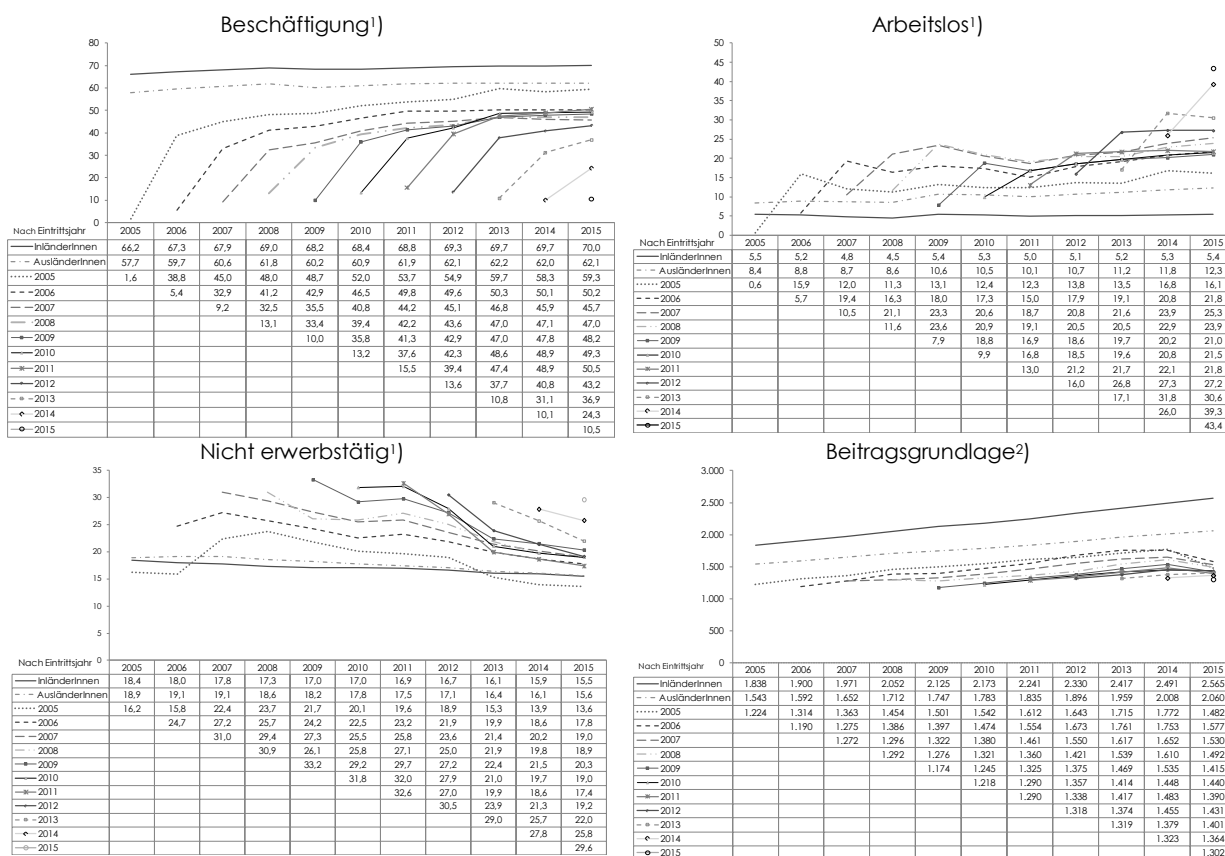 Beschäftigung¹)
80
70
60
50
40
30
20
10
0
Nach Eintrittsjahr 2005 2006 2007 2008 2009 2010 2011 2012 2013 2014 2015
InländerInnen 66,2 67,3 67,9 69,0 68,2 68,4 68,8 69,3 69,7 69,7 70,0
AusländerInnen 57,7 59,7 60,6 61,8 60,2 60,9 61,9 62,1 62,2 62,0 62,1
2005 1,6 38,8 45,0 48,0 48,7 52,0 53,7 54,9 59,7 58,3 59,3
2006 5,4 32,9 41,2 42,9 46,5 49,8 49,6 50,3 50,1 50,2
2007 9,2 32,5 35,5 40,8 44,2 45,1 46,8 45,9 45,7
2008 13,1 33,4 39,4 42,2 43,6 47,0 47,1 47,0
2009 10,0 35,8 41,3 42,9 47,0 47,8 48,2
2010 13,2 37,6 42,3 48,6 48,9 49,3
2011 15,5 39,4 47,4 48,9 50,5
2012 13,6 37,7 40,8 43,2
2013 10,8 31,1 36,9
2014 10,1 24,3
2015 10,5
Arbeitslos¹)
50
45
40
35
30
25
20
15
10
5
0
Nach Eintrittsjahr 2005 2006 2007 2008 2009 2010 2011 2012 2013 2014 2015
InländerInnen 5,5 5,2 4,8 4,5 5,4 5,3 5,0 5,1 5,2 5,3 5,4
AusländerInnen 8,4 8,8 8,7 8,6 10,6 10,5 10,1 10,7 11,2 11,8 12,3
2005 0,6 15,9 12,0 11,3 13,1 12,4 12,3 13,8 13,5 16,8 16,1
2006 5,7 19,4 16,3 18,0 17,3 15,0 17,9 19,1 20,8 21,8
2007 10,5 21,1 23,3 20,6 18,7 20,8 21,6 23,9 25,3
2008 11,6 23,6 20,9 19,1 20,5 20,5 22,9 23,9
2009 7,9 18,8 16,9 18,6 19,7 20,2 21,0
2010 9,9 16,8 18,5 19,6 20,8 21,5
2011 13,0 21,2 21,7 22,1 21,8
2012 16,0 26,8 27,3 27,2
2013 17,1 31,8 30,6
2014 26,0 39,3
2015 43,4
Nicht erwerbstätig¹)
35
30
25
20
15
10
5
0
Nach Eintrittsjahr 2005 2006 2007 2008 2009 2010 2011 2012 2013 2014 2015
InländerInnen 18,4 18,0 17,8 17,3 17,0 17,0 16,9 16,7 16,1 15,9 15,5
AusländerInnen 18,9 19,1 19,1 18,6 18,2 17,8 17,5 17,1 16,4 16,1 15,6
2005 16,2 15,8 22,4 23,7 21,7 20,1 19,6 18,9 15,3 13,9 13,6
2006 24,7 27,2 25,7 24,2 22,5 23,2 21,9 19,9 18,6 17,8
2007 31,0 29,4 27,3 25,5 25,8 23,6 21,4 20,2 19,0
2008 30,9 26,1 25,8 27,1 25,0 21,9 19,8 18,9
2009 33,2 29,2 29,7 27,2 22,4 21,5 20,3
2010 31,8 32,0 27,9 21,0 19,7 19,0
2011 32,6 27,0 19,9 18,6 17,4
2012 30,5 23,9 21,3 19,2
2013 29,0 25,7 22,0
2014 27,8 25,8
2015 29,6
Beitragsgrundlage²)
3.000
2.500
2.000
1.500
1.000
500
0
Nach Eintrittsjahr 2005 2006 2007 2008 2009 2010 2011 2012 2013 2014 2015
InländerInnen 1.838 1.900 1.971 2.052 2.125 2.173 2.241 2.330 2.417 2.491 2.565
AusländerInnen 1.543 1.592 1.652 1.712 1.747 1.783 1.835 1.896 1.959 2.008 2.060
2005 1.224 1.314 1.363 1.454 1.501 1.542 1.612 1.643 1.715 1.772 1.482
2006 1.190 1.275 1.386 1.397 1.474 1.554 1.673 1.761 1.753 1.577
2007 1.272 1.296 1.322 1.380 1.461 1.550 1.617 1.652 1.530
2008 1.292 1.276 1.321 1.360 1.421 1.539 1.610 1.492
2009 1.174 1.245 1.325 1.375 1.469 1.535 1.415
2010 1.218 1.290 1.357 1.414 1.448 1.440
2011 1.290 1.338 1.417 1.483 1.390
2012 1.318 1.374 1.455 1.431
2013 1.319 1.379 1.401
2014 1.323 1.364
2015 1.302